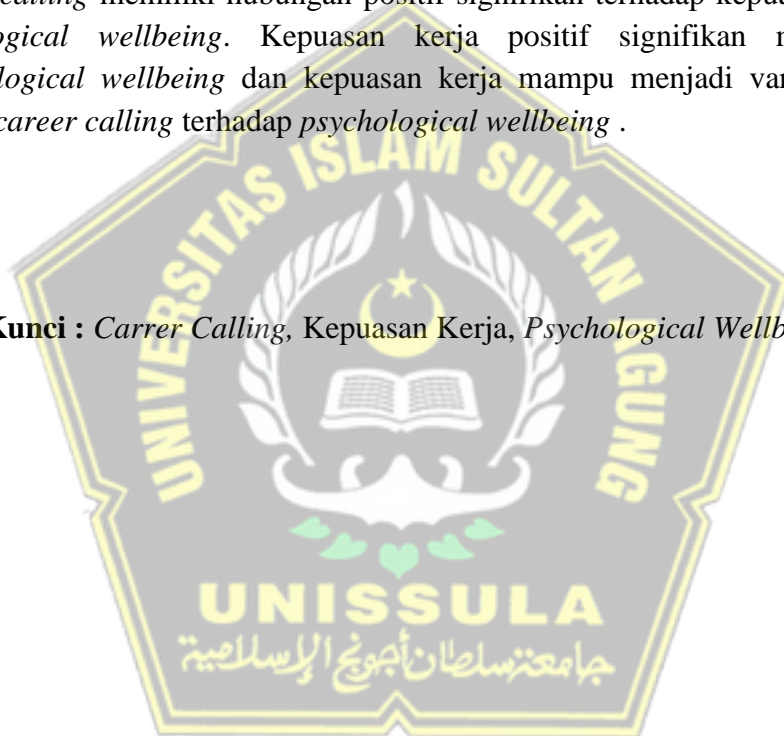 calling memiliki hubungan positif signifikan terhadap kepua
ogical wellbeing. Kepuasan kerja positif signifikan m
logical wellbeing dan kepuasan kerja mampu menjadi var
career calling terhadap psychological wellbeing .
UNIVERSITAS ISLAM SULTAN AGUNG
Kunci : Carrer Calling, Kepuasan Kerja, Psychological Wellb
UNISSULA
جامعة سلطان أجونج الإسلامية